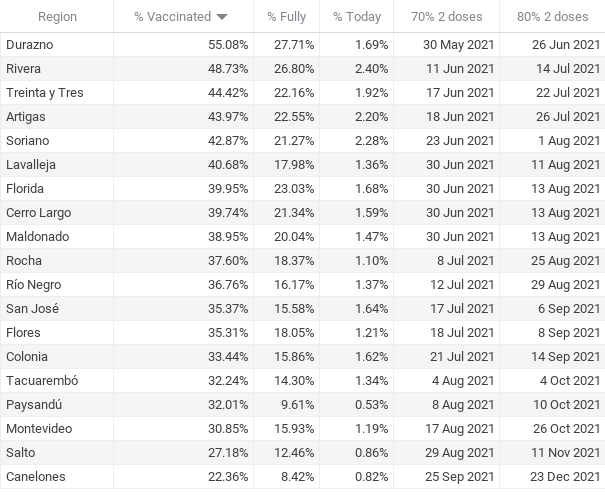 Region % Vaccinated % Fully % Today 70% 2 doses 80% 2 doses
Durazno 55.08% 27.71% 1.69% 30 May 2021 26 Jun 2021
Rivera 48.73% 26.80% 2.40% 11 Jun 2021 14 Jul 2021
Treinta y Tres 44.42% 22.16% 1.92% 17 Jun 2021 22 Jul 2021
Artigas 43.97% 22.55% 2.20% 18 Jun 2021 26 Jul 2021
Soriano 42.87% 21.27% 2.28% 23 Jun 2021 1 Aug 2021
Lavalleja 40.68% 17.98% 1.36% 30 Jun 2021 11 Aug 2021
Florida 39.95% 23.03% 1.68% 30 Jun 2021 13 Aug 2021
Cerro Largo 39.74% 21.34% 1.59% 30 Jun 2021 13 Aug 2021
Maldonado 38.95% 20.04% 1.47% 30 Jun 2021 13 Aug 2021
Rocha 37.60% 18.37% 1.10% 8 Jul 2021 25 Aug 2021
Río Negro 36.76% 16.17% 1.37% 12 Jul 2021 29 Aug 2021
San José 35.37% 15.58% 1.64% 17 Jul 2021 6 Sep 2021
Flores 35.31% 18.05% 1.21% 18 Jul 2021 8 Sep 2021
Colonia 33.44% 15.86% 1.62% 21 Jul 2021 14 Sep 2021
Tacuarembó 32.24% 14.30% 1.34% 4 Aug 2021 4 Oct 2021
Paysandú 32.01% 9.61% 0.53% 8 Aug 2021 10 Oct 2021
Montevideo 30.85% 15.93% 1.19% 17 Aug 2021 26 Oct 2021
Salto 27.18% 12.46% 0.86% 29 Aug 2021 11 Nov 2021
Canelones 22.36% 8.42% 0.82% 25 Sep 2021 23 Dec 2021